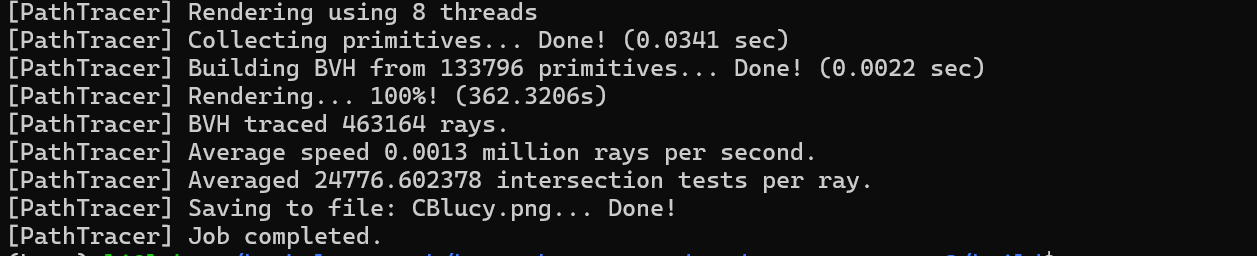 [PathTracer] Rendering using 8 threads
[PathTracer] Collecting primitives... Done! (0.0341 sec)
[PathTracer] Building BVH from 133796 primitives... Done! (0.0022 sec)
[PathTracer] Rendering... 100%! (362.3206s)
[PathTracer] BVH traced 463164 rays.
[PathTracer] Average speed 0.0013 million rays per second.
[PathTracer] Averaged 24776.602378 intersection tests per ray.
[PathTracer] Saving to file: CBlucy.png... Done!
[PathTracer] Job completed.